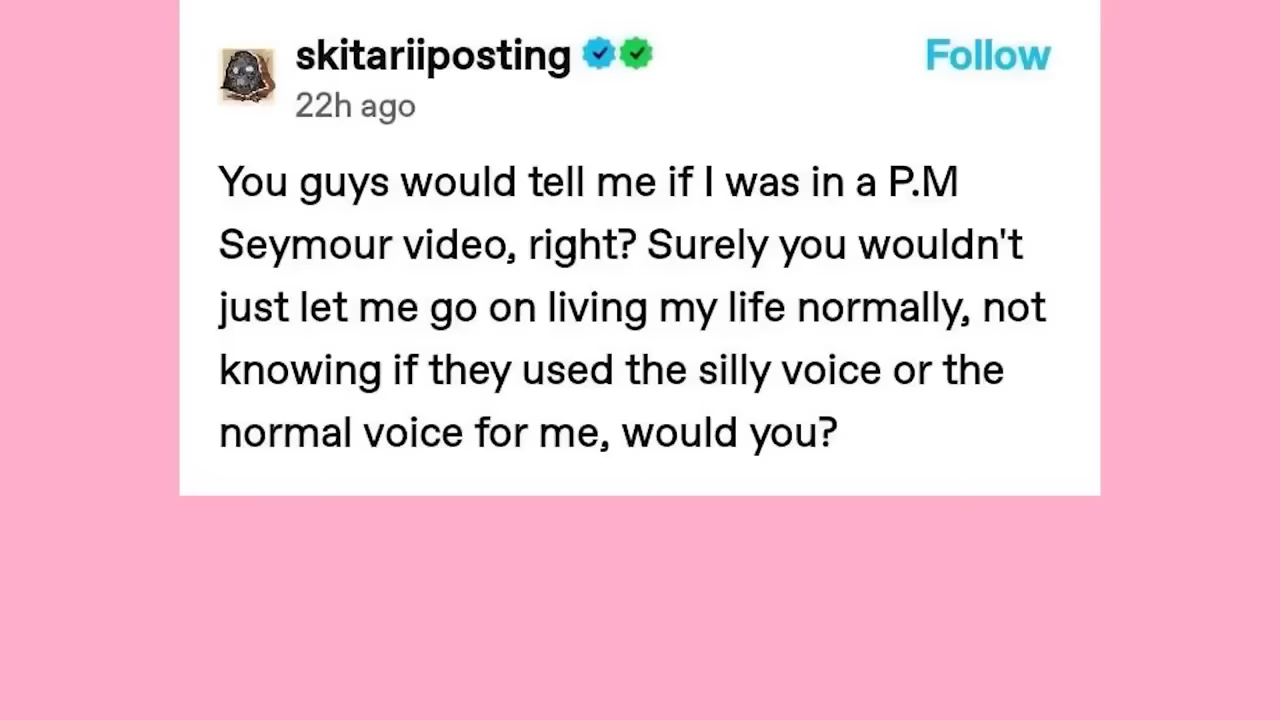 skitariiposting
Follow
22h ago
You guys would tell me if I was in a P.M
Seymour video, right? Surely you wouldn't
just let me go on living my life normally, not
knowing if they used the silly voice or the
normal voice for me, would you?